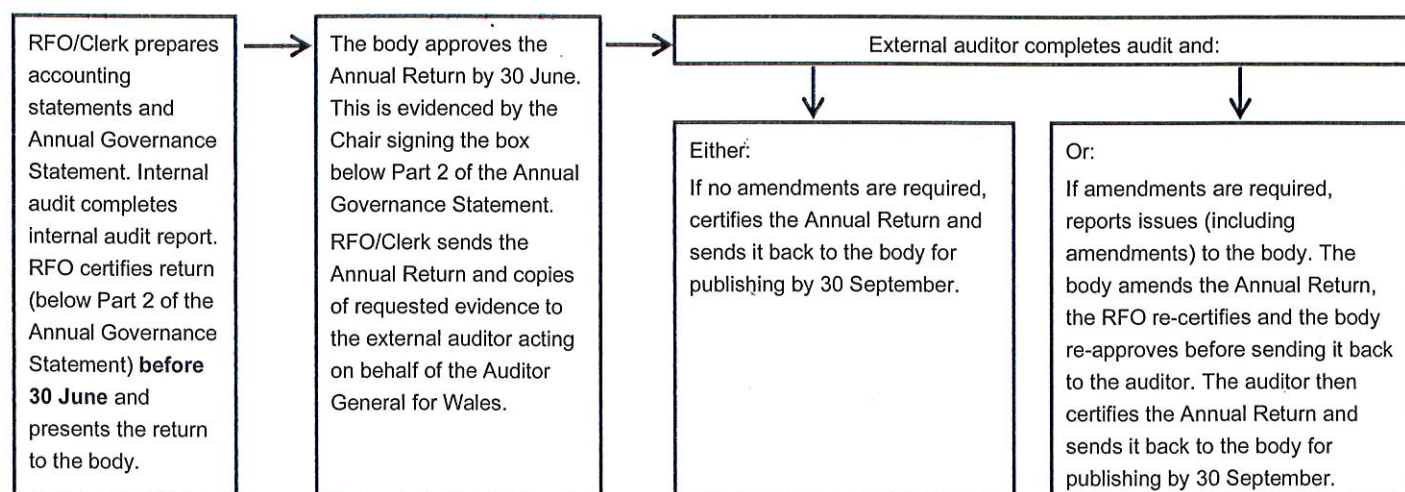 RFO/Clerk prepares
accounting
statements and
Annual Governance
Statement. Internal
audit completes
internal audit report.
RFO certifies return
(below Part 2 of the
Annual Governance
Statement) before
30 June and
presents the return
to the body.
The body approves the
Annual Return by 30 June.
This is evidenced by the
Chair signing the box
below Part 2 of the Annual
Governance Statement.
RFO/Clerk sends the
Annual Return and copies
of requested evidence to
the external auditor acting
on behalf of the Auditor
General for Wales.
External auditor completes audit and:
Either:
If no amendments are required,
certifies the Annual Return and
sends it back to the body for
publishing by 30 September.
Or:
If amendments are required,
reports issues (including
amendments) to the body. The
body amends the Annual Return,
the RFO re-certifies and the body
re-approves before sending it back
to the auditor. The auditor then
certifies the Annual Return and
sends it back to the body for
publishing by 30 September.